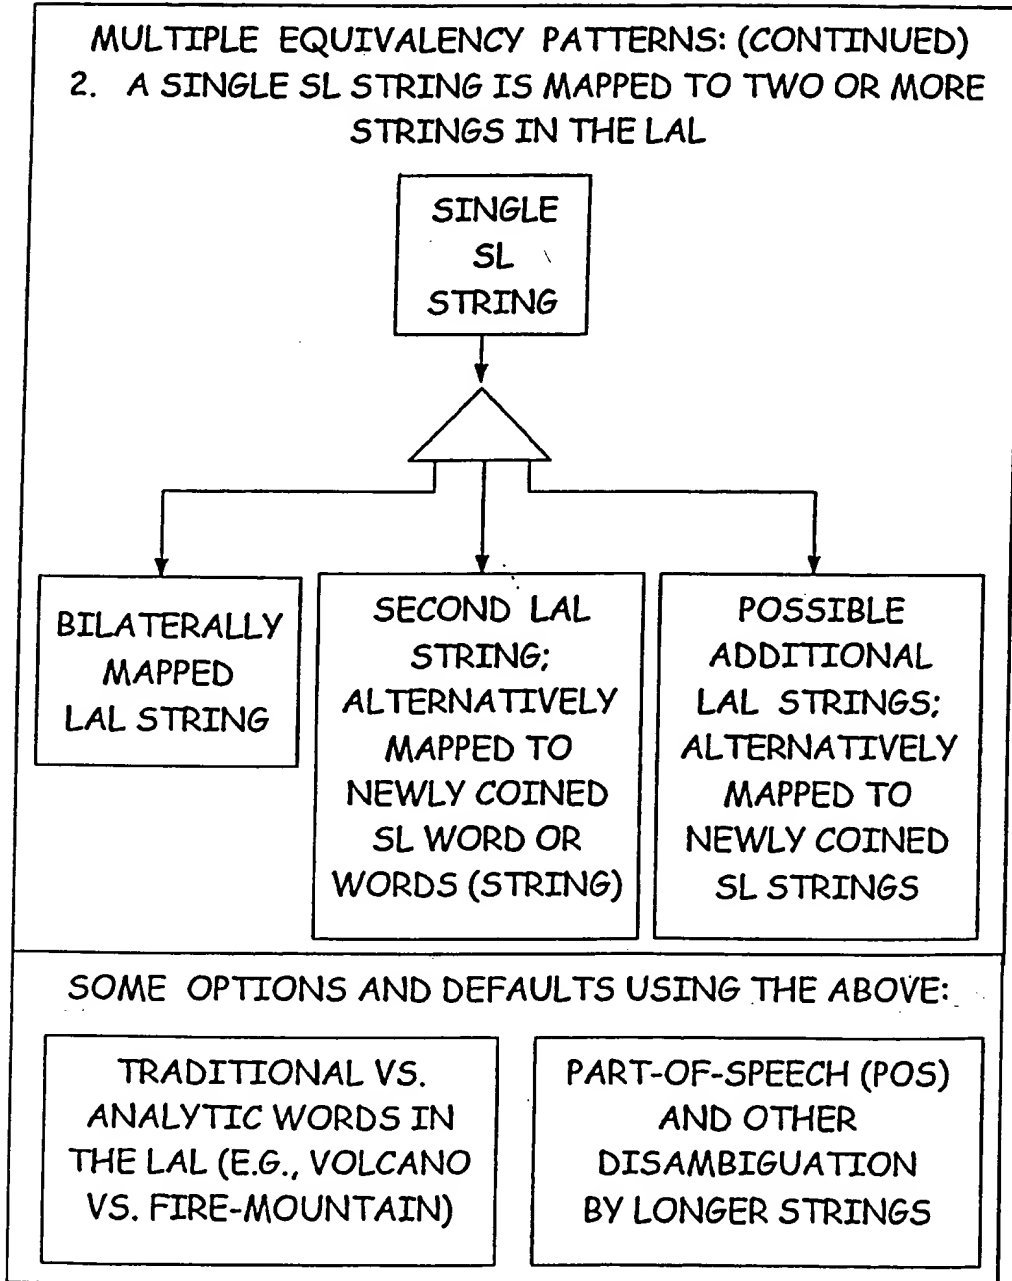 MULTIPLE EQUIVALENCY PATTERNS: (CONTINUED)
2. A SINGLE SL STRING IS MAPPED TO TWO OR MORE
STRINGS IN THE LAL
SINGLE
SL
STRING
BILATERALLY
MAPPED
LAL STRING
SECOND LAL
STRING;
ALTERNATIVELY
MAPPED TO
NEWLY COINED
SL WORD OR
WORDS (STRING)
POSSIBLE
ADDITIONAL
LAL STRINGS;
ALTERNATIVELY
MAPPED TO
NEWLY COINED
SL STRINGS
SOME OPTIONS AND DEFAULTS USING THE ABOVE:
TRADITIONAL VS.
ANALYTIC WORDS IN
THE LAL (E.G., VOLCANO
VS. FIRE-MOUNTAIN)
PART-OF-SPEECH (POS)
AND OTHER
DISAMBIGUATION
BY LONGER STRINGS